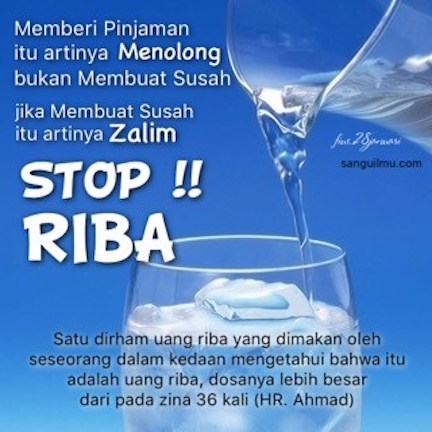 Memberi Pinjaman
itu artinya Menolong
bukan Membuat Susah
jika Membuat Susah
itu artinya Zalim
STOP !!
RIBA
sanguilmu.com
Satu dirham uang riba yang dimakan oleh
seseorang dalam kedaan mengetahui bahwa itu
adalah uang riba, dosanya lebih besar
dari pada zina 36 kali (HR. Ahmad)